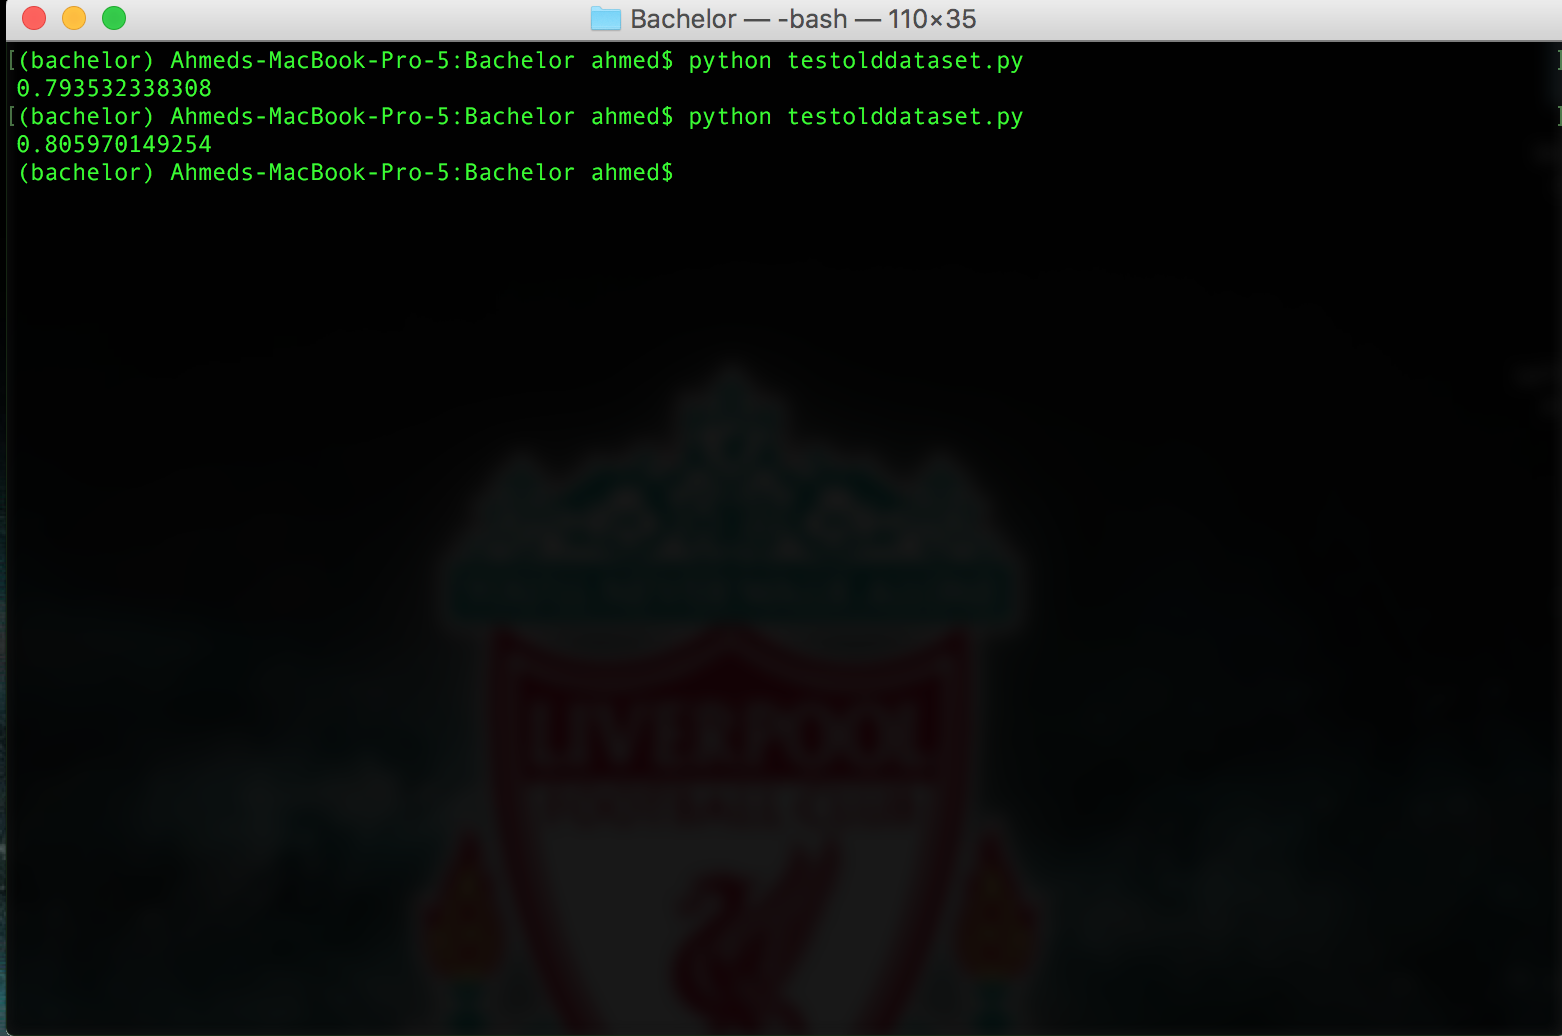 Bachelor — -bash — 110×35
[(bachelor) Ahmeds-MacBook-Pro-5:Bachelor ahmed$ python testolddataset.py ]
0.793532338308
[(bachelor) Ahmeds-MacBook-Pro-5:Bachelor ahmed$ python testolddataset.py ]
0.805970149254
(bachelor) Ahmeds-MacBook-Pro-5:Bachelor ahmed$
LIVERPOOL